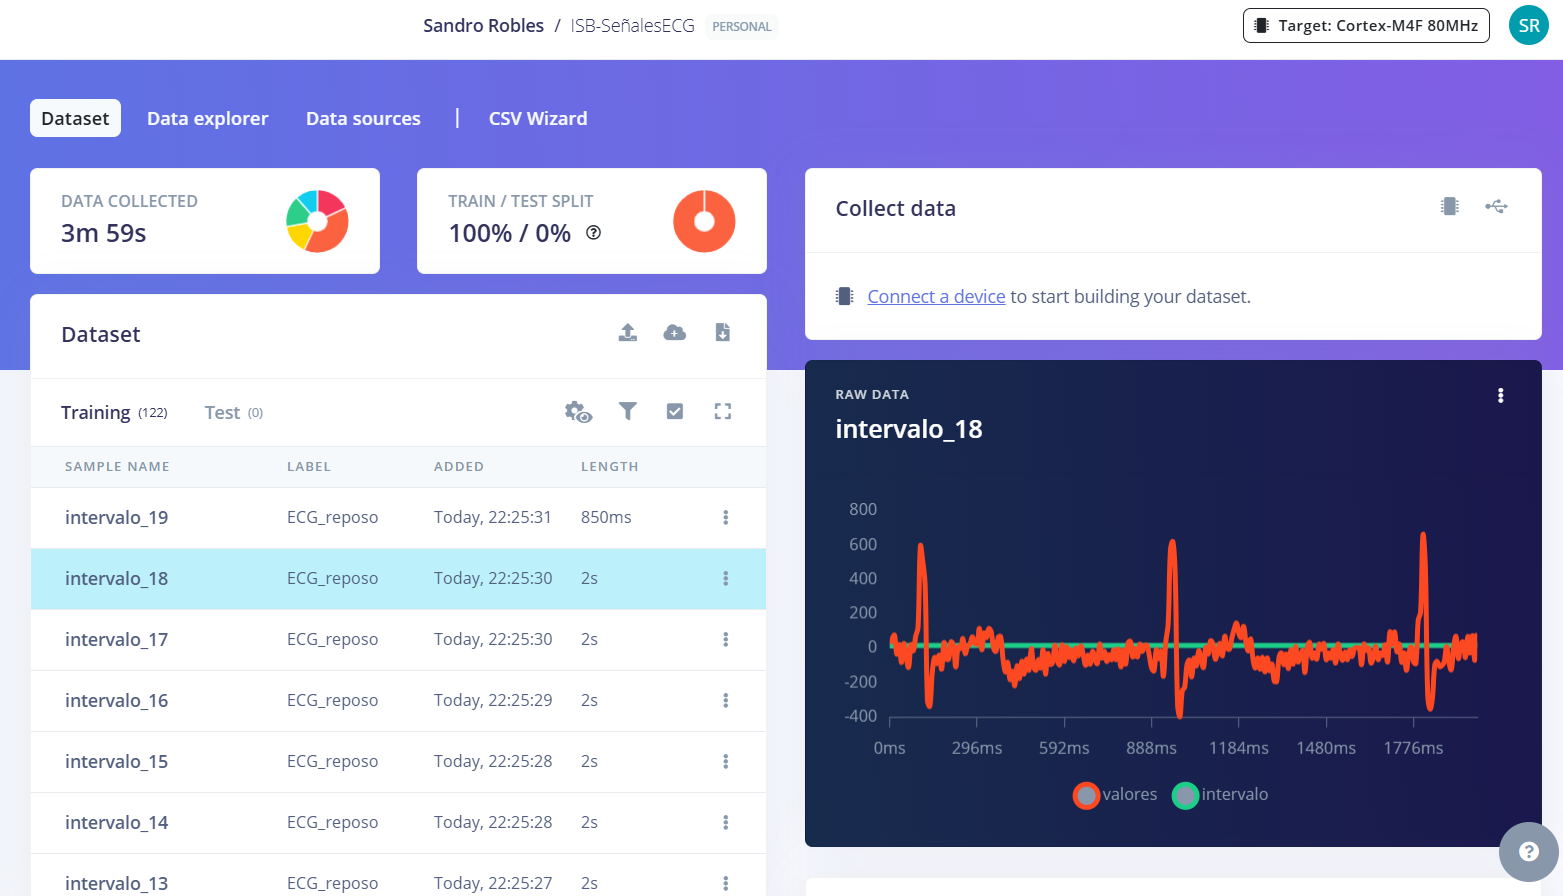 Sandro Robles / ISB-SeñalesECG PERSONAL
Target: Cortex-M4F 80MHz
SR
Dataset Data explorer Data sources | CSV Wizard
DATA COLLECTED
3m 59s
TRAIN / TEST SPLIT
100% / 0%
Collect data
Connect a device to start building your dataset.
Dataset
Training (122) Test (0)
SAMPLE NAME LABEL ADDED LENGTH
intervalo_19 ECG_reposo Today, 22:25:31 850ms
intervalo_18 ECG_reposo Today, 22:25:30 2s
intervalo_17 ECG_reposo Today, 22:25:30 2s
intervalo_16 ECG_reposo Today, 22:25:29 2s
intervalo_15 ECG_reposo Today, 22:25:28 2s
intervalo_14 ECG_reposo Today, 22:25:28 2s
intervalo_13 ECG_reposo Today, 22:25:27 2s
RAW DATA
intervalo_18
800
600
400
200
0
-200
-400
0ms 296ms 592ms 888ms 1184ms 1480ms 1776ms
valores intervalo